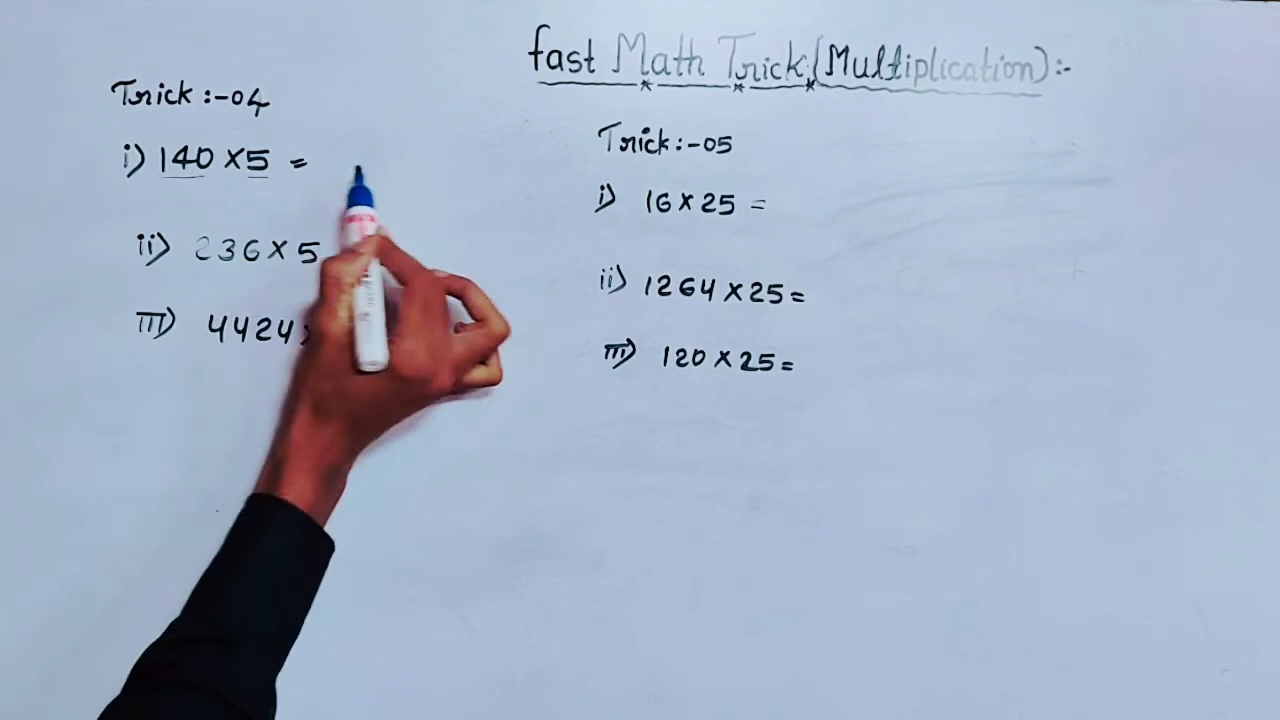 fast Math Trick (Multiplication) :-
Trick :- 04
i) 140 × 5 =
ii) 236 × 5
iii) 4424 ×
Trick :- 05
i) 16 × 25 =
ii) 1264 × 25 =
iii) 120 × 25 =